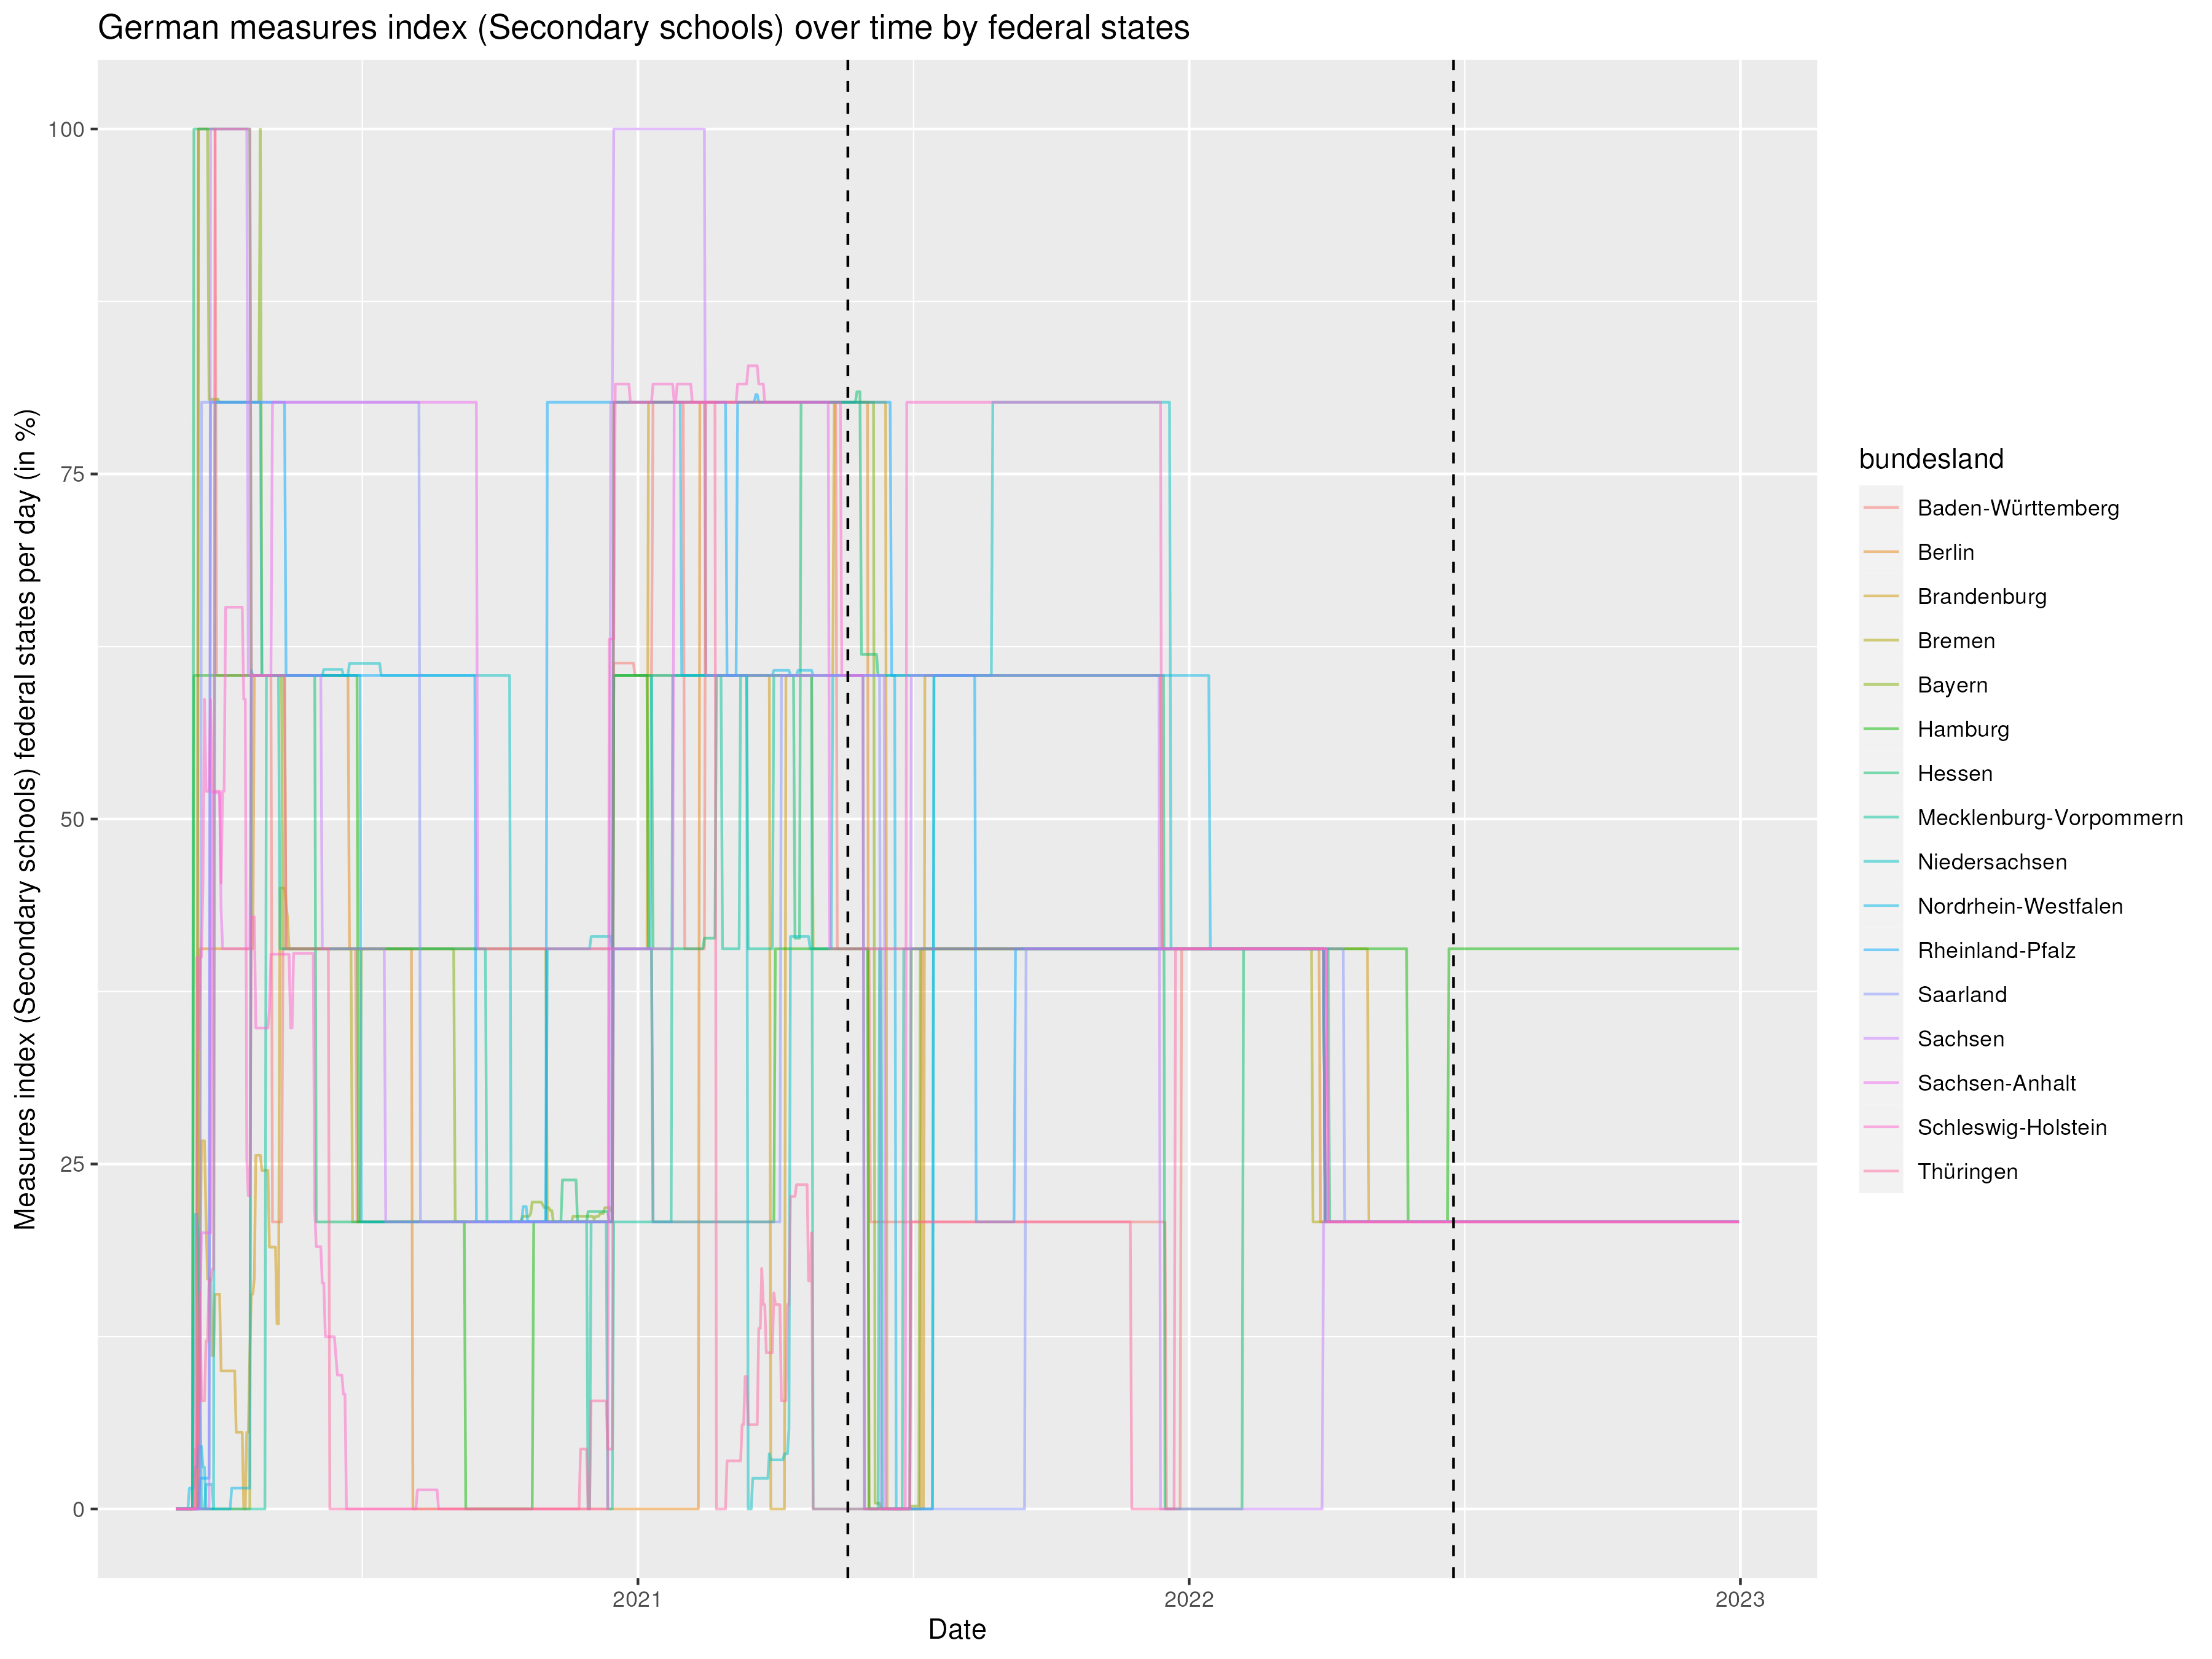 German measures index (Secondary schools) over time by federal states
Measures index (Secondary schools) federal states per day (in %)
100
75
50
25
0
2021
2022
2023
Date
bundesland
Baden-Württemberg
Berlin
Brandenburg
Bremen
Bayern
Hamburg
Hessen
Mecklenburg-Vorpommern
Niedersachsen
Nordrhein-Westfalen
Rheinland-Pfalz
Saarland
Sachsen
Sachsen-Anhalt
Schleswig-Holstein
Thüringen